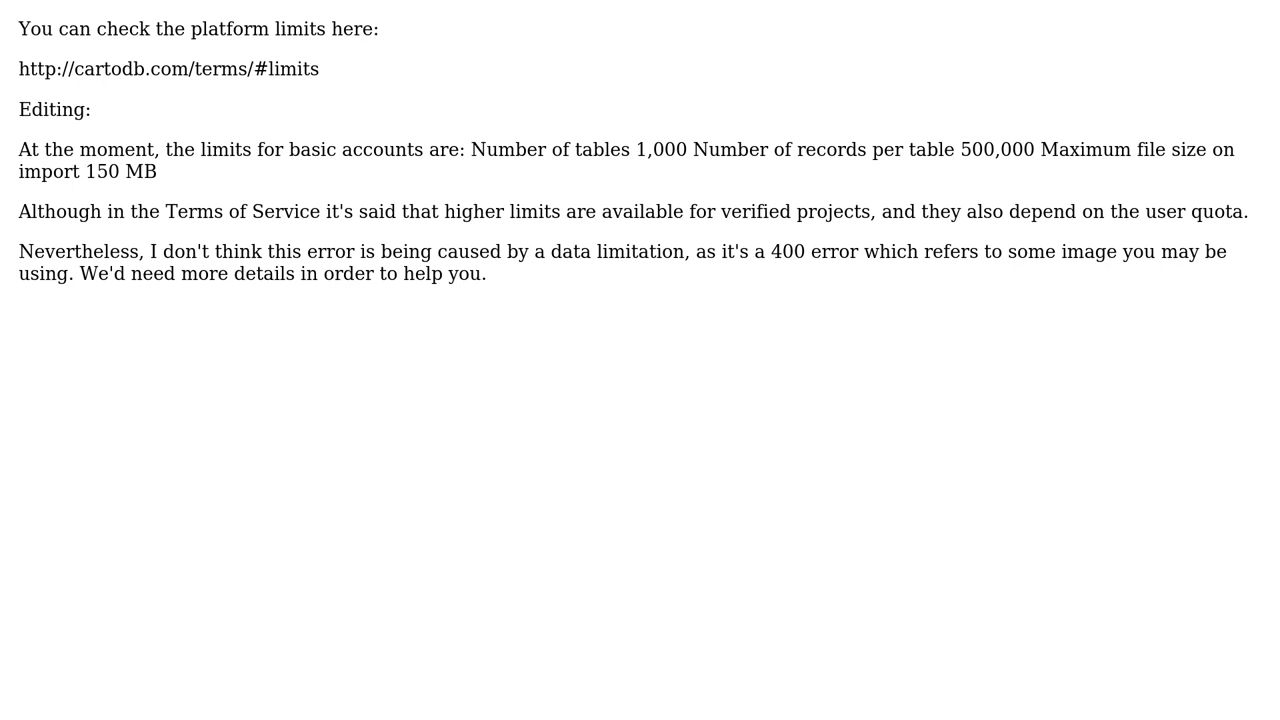 You can check the platform limits here:
http://cartodb.com/terms/#limits
Editing:
At the moment, the limits for basic accounts are: Number of tables 1,000 Number of records per table 500,000 Maximum file size on
import 150 MB
Although in the Terms of Service it's said that higher limits are available for verified projects, and they also depend on the user quota.
Nevertheless, I don't think this error is being caused by a data limitation, as it's a 400 error which refers to some image you may be
using. We'd need more details in order to help you.